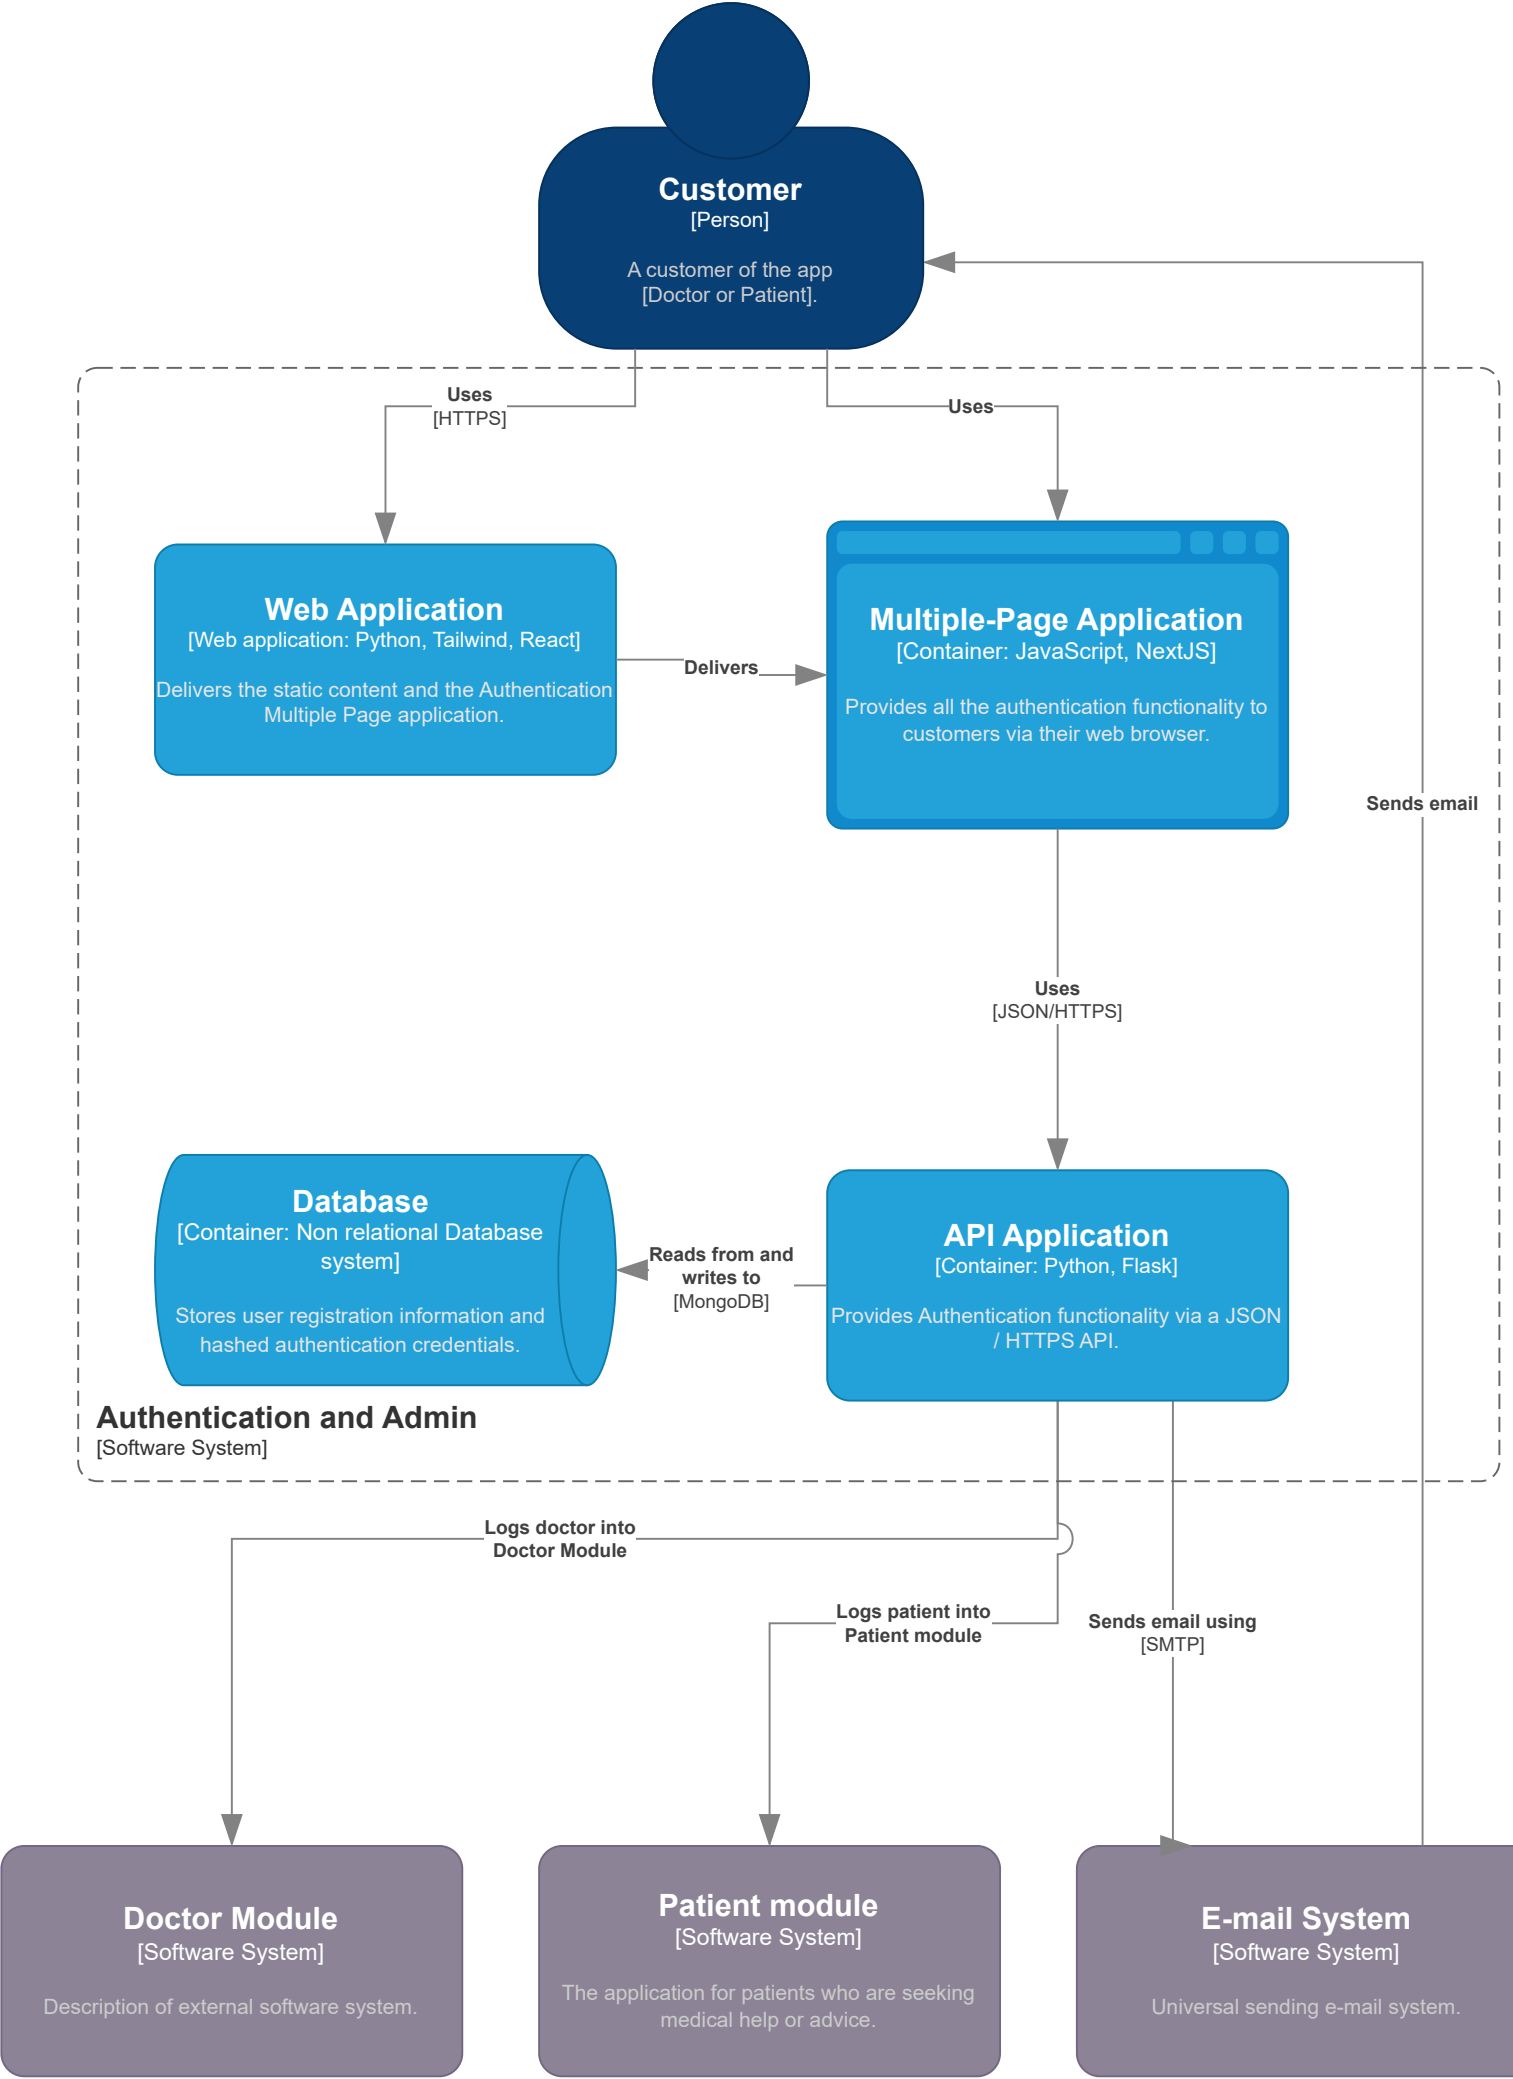 Customer
[Person]
A customer of the app
[Doctor or Patient].
Uses
[HTTPS]
Uses
Web Application
[Web application: Python, Tailwind, React]
Delivers the static content and the Authentication
Multiple Page application.
Delivers
Multiple-Page Application
[Container: JavaScript, NextJS]
Provides all the authentication functionality to
customers via their web browser.
Sends email
Uses
[JSON/HTTPS]
Database
[Container: Non relational Database
system]
Stores user registration information and
hashed authentication credentials.
Reads from and
writes to
[MongoDB]
API Application
[Container: Python, Flask]
Provides Authentication functionality via a JSON
/ HTTPS API.
Authentication and Admin
[Software System]
Logs doctor into
Doctor Module
Logs patient into
Patient module
Sends email using
[SMTP]
Doctor Module
[Software System]
Description of external software system.
Patient module
[Software System]
The application for patients who are seeking
medical help or advice.
E-mail System
[Software System]
Universal sending e-mail system.